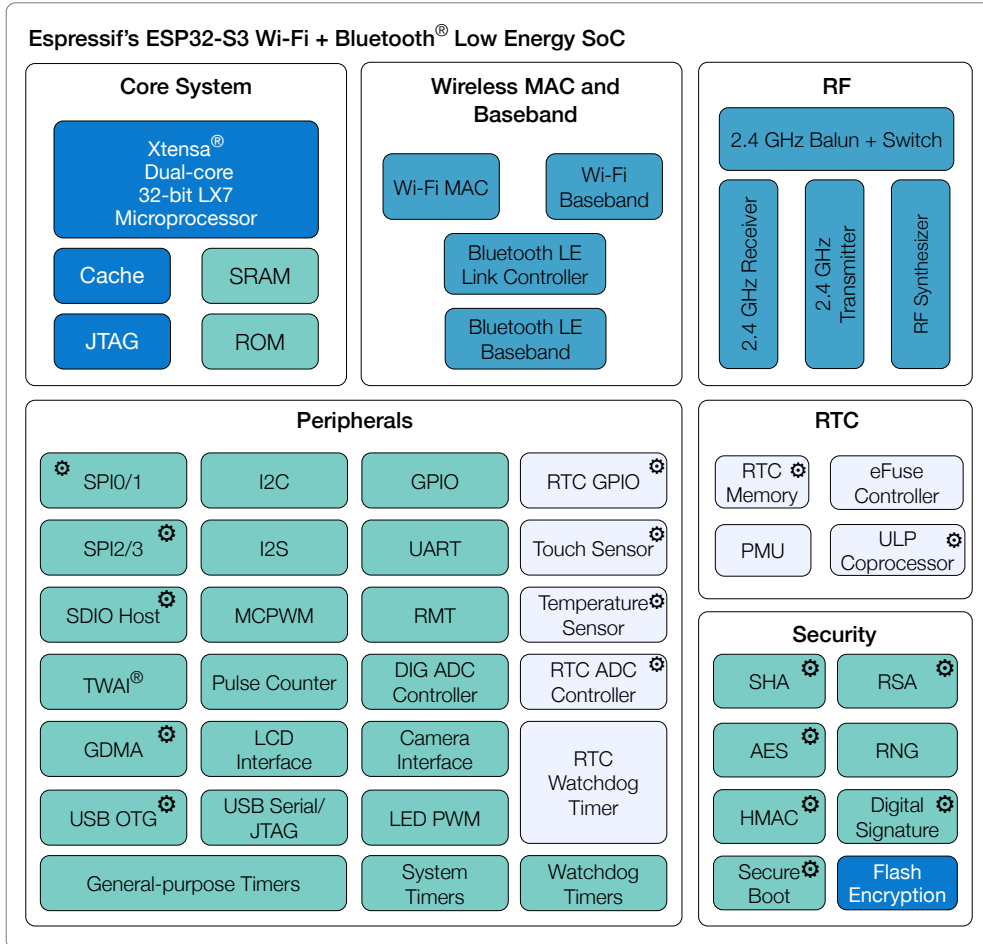 Espressif's ESP32-S3 Wi-Fi + Bluetooth® Low Energy SoC
Core System
Xtensa®
Dual-core
32-bit LX7
Microprocessor
Cache
SRAM
JTAG
ROM
Wireless MAC and
Baseband
Wi-Fi MAC
Wi-Fi
Baseband
Bluetooth LE
Link Controller
Bluetooth LE
Baseband
RF
2.4 GHz Balun + Switch
2.4 GHz Receiver
2.4 GHz
Transmitter
RF Synthesizer
Peripherals
SPI0/1
I2C
GPIO
RTC GPIO
SPI2/3
I2S
UART
Touch Sensor
SDIO Host
MCPWM
RMT
Temperature
Sensor
TWAI®
Pulse Counter
DIG ADC
Controller
RTC ADC
Controller
GDMA
LCD
Interface
Camera
Interface
RTC
Watchdog
Timer
USB OTG
USB Serial/
JTAG
LED PWM
General-purpose Timers
System
Timers
Watchdog
Timers
RTC
RTC
Memory
eFuse
Controller
PMU
ULP
Coprocessor
Security
SHA
RSA
AES
RNG
HMAC
Digital
Signature
Secure
Boot
Flash
Encryption